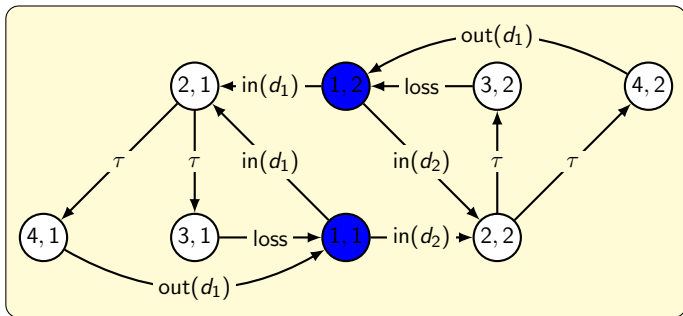 out(d₁)
2, 1 in(d₁) 1, 2 loss 3, 2 4, 2
τ τ in(d₁) in(d₂) τ τ
4, 1 3, 1 loss 1, 1 in(d₂) 2, 2
out(d₁)